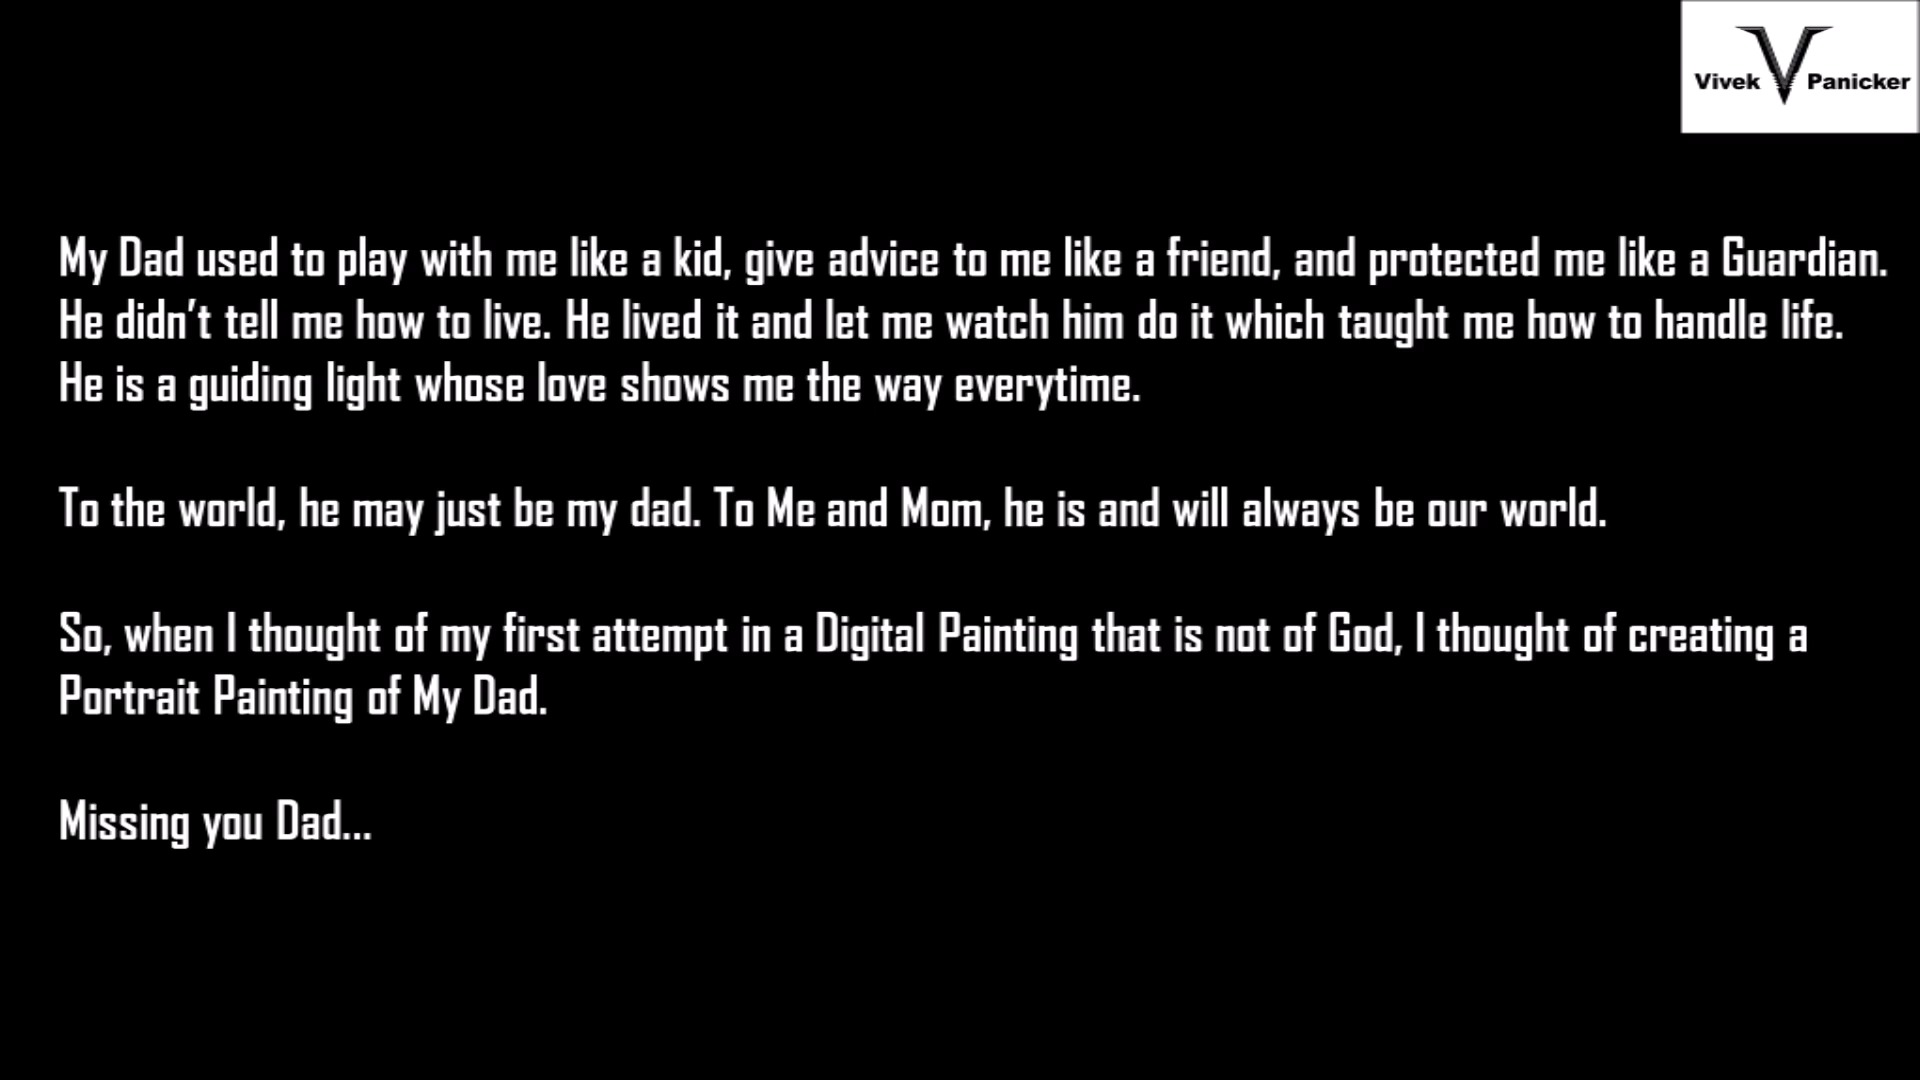 Vivek V Panicker
My Dad used to play with me like a kid, give advice to me like a friend, and protected me like a Guardian.
He didn’t tell me how to live. He lived it and let me watch him do it which taught me how to handle life.
He is a guiding light whose love shows me the way everytime.
To the world, he may just be my dad. To Me and Mom, he is and will always be our world.
So, when I thought of my first attempt in a Digital Painting that is not of God, I thought of creating a
Portrait Painting of My Dad.
Missing you Dad...